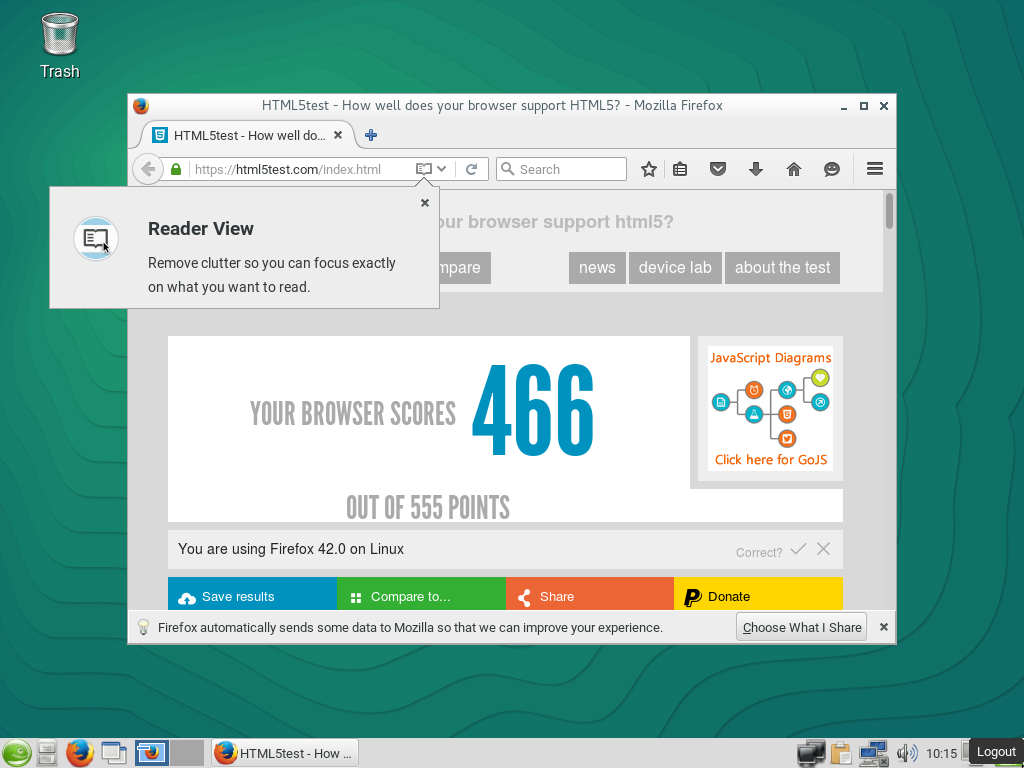 Trash
HTML5test - How well does your browser support HTML5? - Mozilla Firefox
HTML5test - How well do...
https://html5test.com/index.html
Search
Reader View
Remove clutter so you can focus exactly
on what you want to read.
our browser support html5?
mpare
news
device lab
about the test
YOUR BROWSER SCORES 466
OUT OF 555 POINTS
JavaScript Diagrams
Click here for GoJS
You are using Firefox 42.0 on Linux
Correct?
Save results
Compare to...
Share
Donate
Firefox automatically sends some data to Mozilla so that we can improve your experience.
Choose What I Share
HTML5test - How ...
10:15
Logout